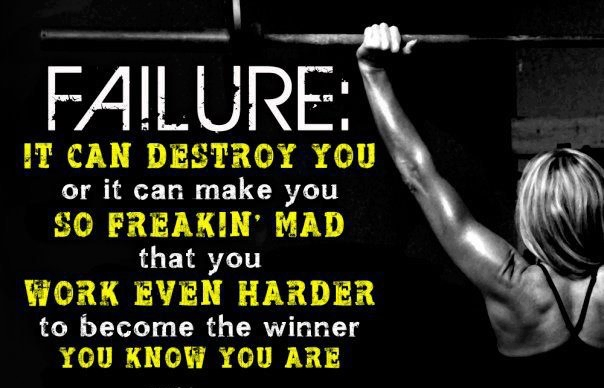 FAILURE:
IT CAN DESTROY YOU
or it can make you
SO FREAKIN' MAD
that you
WORK EVEN HARDER
to become the winner
YOU KNOW YOU ARE